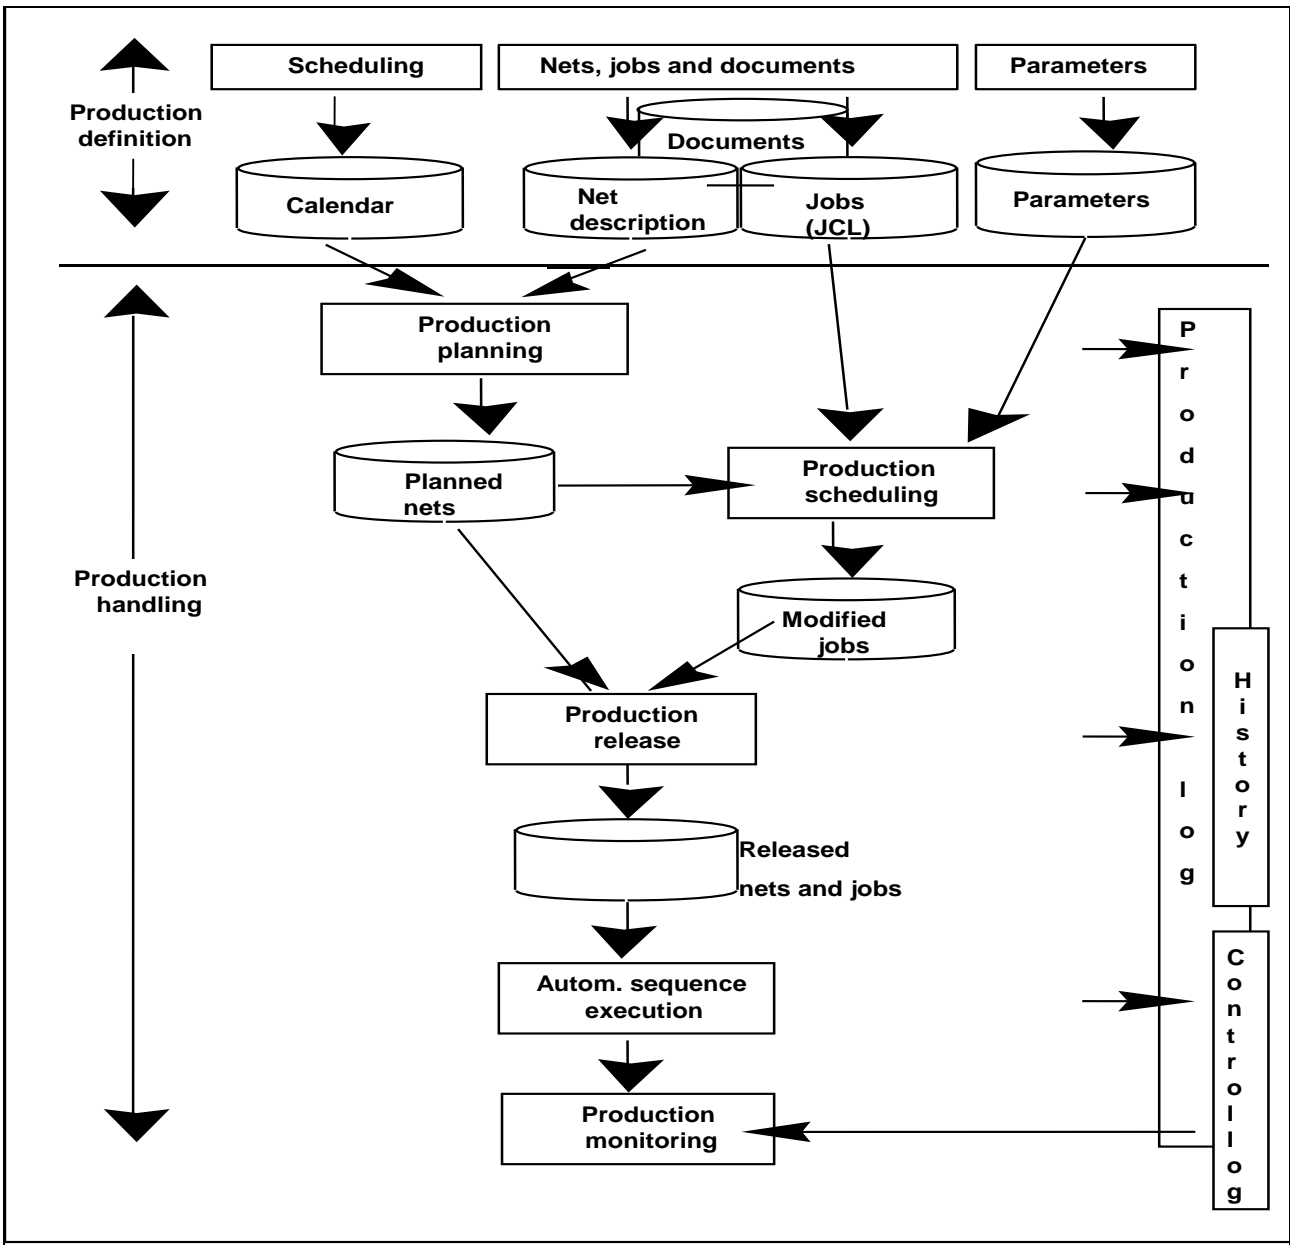 Scheduling
Nets, jobs and documents
Parameters
Production
definition
Documents
Calendar
Net
description
Jobs
(JCL)
Parameters
Production
planning
Planned
nets
Production
scheduling
Production
handling
Modified
jobs
Production
release
Released
nets and jobs
Autom. sequence
execution
Production
monitoring
Production log
History
Controllog